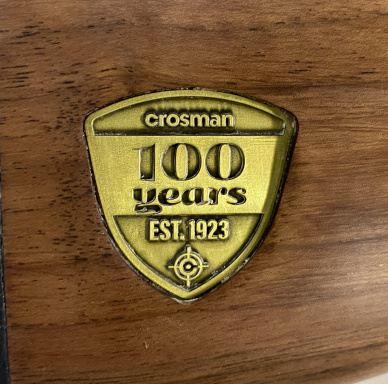 crosman
100
years
EST. 1923